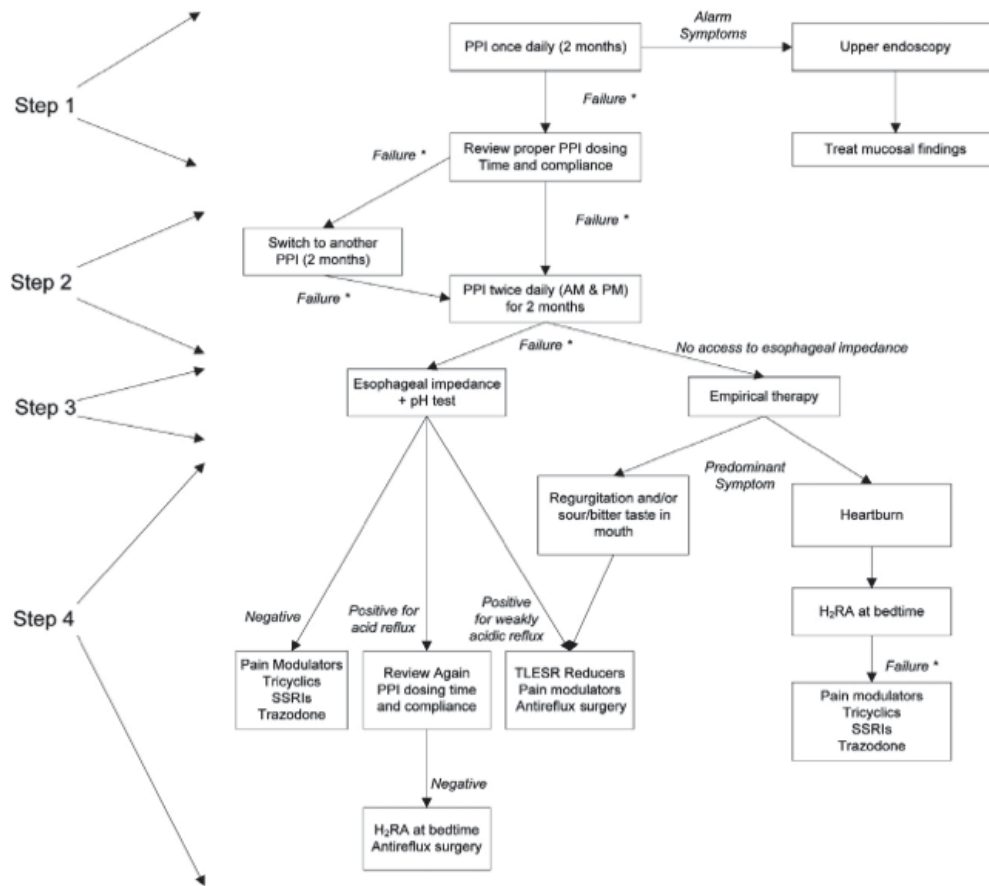 Alarm
Symptoms
PPI once daily (2 months)
Upper endoscopy
Step 1
Failure *
Failure *
Review proper PPI dosing
Time and compliance
Treat mucosal findings
Failure *
Switch to another
PPI (2 months)
Step 2
Failure *
PPI twice daily (AM & PM)
for 2 months
Failure *
No access to esophageal impedance
Step 3
Esophageal impedance
+ pH test
Empirical therapy
Predominant
Symptom
Regurgitation and/or
sour/bitter taste in
mouth
Heartburn
Step 4
Negative
Positive for
acid reflux
Positive
for weakly
acidic reflux
H₂RA at bedtime
Failure *
Pain Modulators
Tricyclics
SSRIs
Trazodone
Review Again
PPI dosing time
and compliance
TLESR Reducers
Pain modulators
Antireflux surgery
Pain modulators
Tricyclics
SSRIs
Trazodone
Negative
H₂RA at bedtime
Antireflux surgery